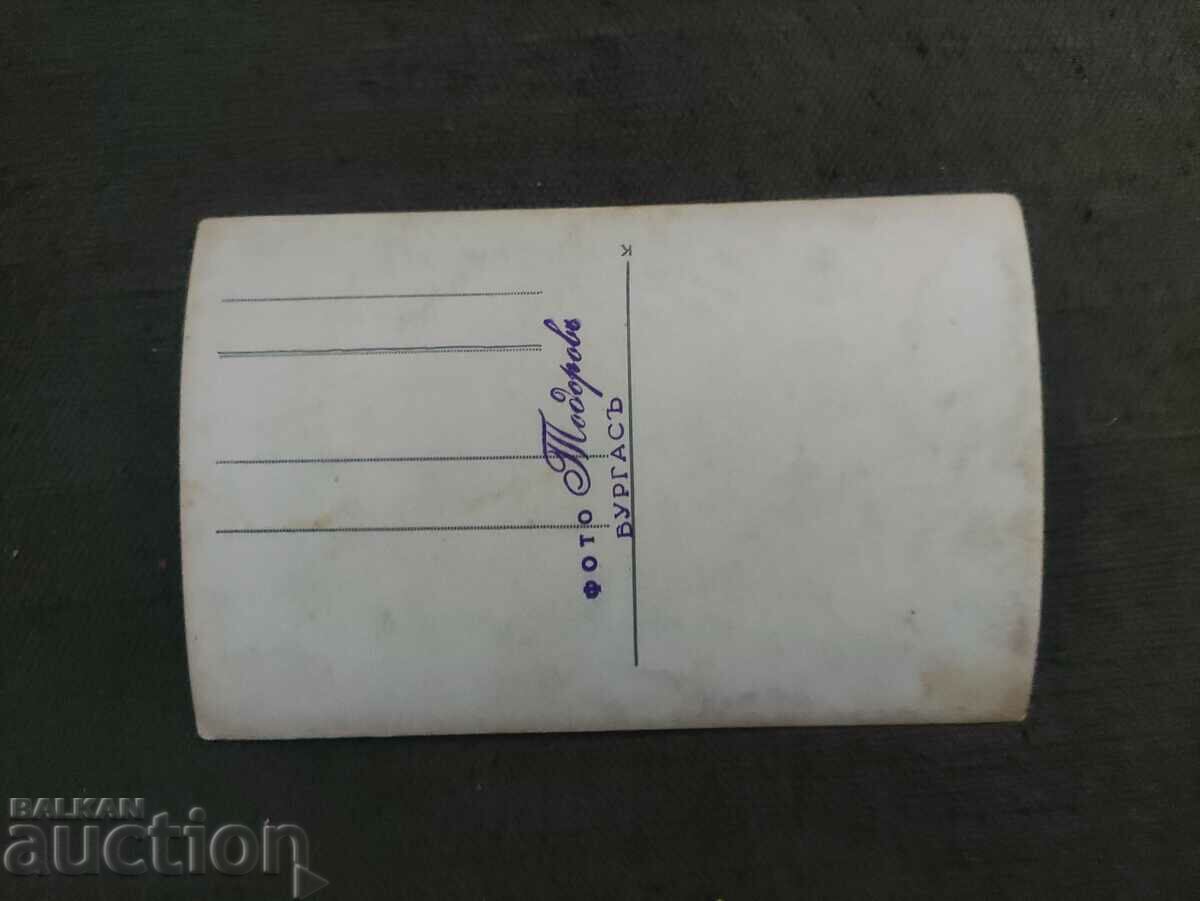 ФОТО Тодоровъ
БУРГАСЪ
K
BALKAN
auction